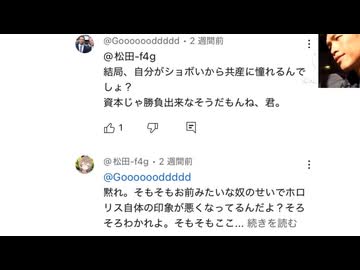 @Gooooooddddd・2 週間前
@松田-f4g
結局、自分がショボいから共産に憧れるんで
しょ？
資本じゃ勝負出来なそうだもんね、君。
1
@松田-f4g・2 週間前
@Gooooooddddd
黙れ。そもそもお前みたいな奴のせいでホロ
リス自体の印象が悪くなってるんだよ？そろ
そろわかれよ。そもそもここ... 続きを読む